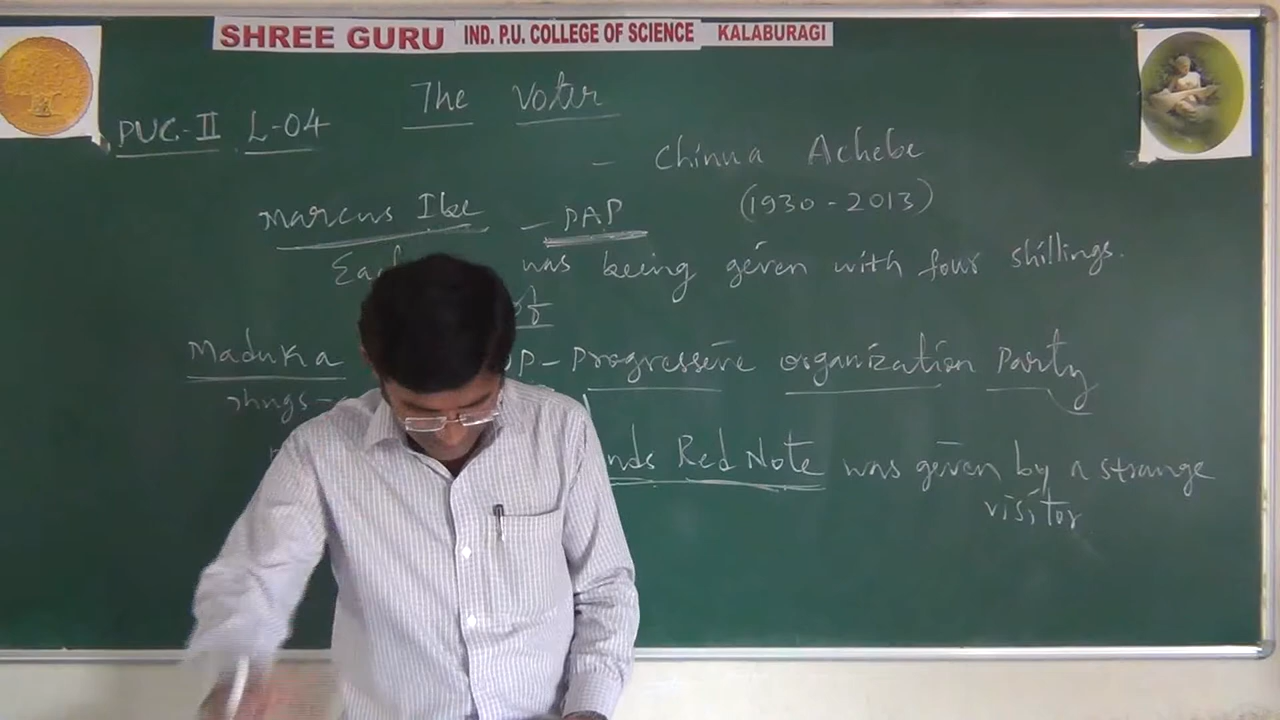 SHREE GURU IND. P.U. COLLEGE OF SCIENCE KALABURAGI
The Voter
PUC-II L-04
- Chinua Achebe
(1930-2013)
Marcus Ibe - PAP
was being given with four shillings.
of
Maduka P- Progressive organization Party
Red Note was given by a strange
visitor